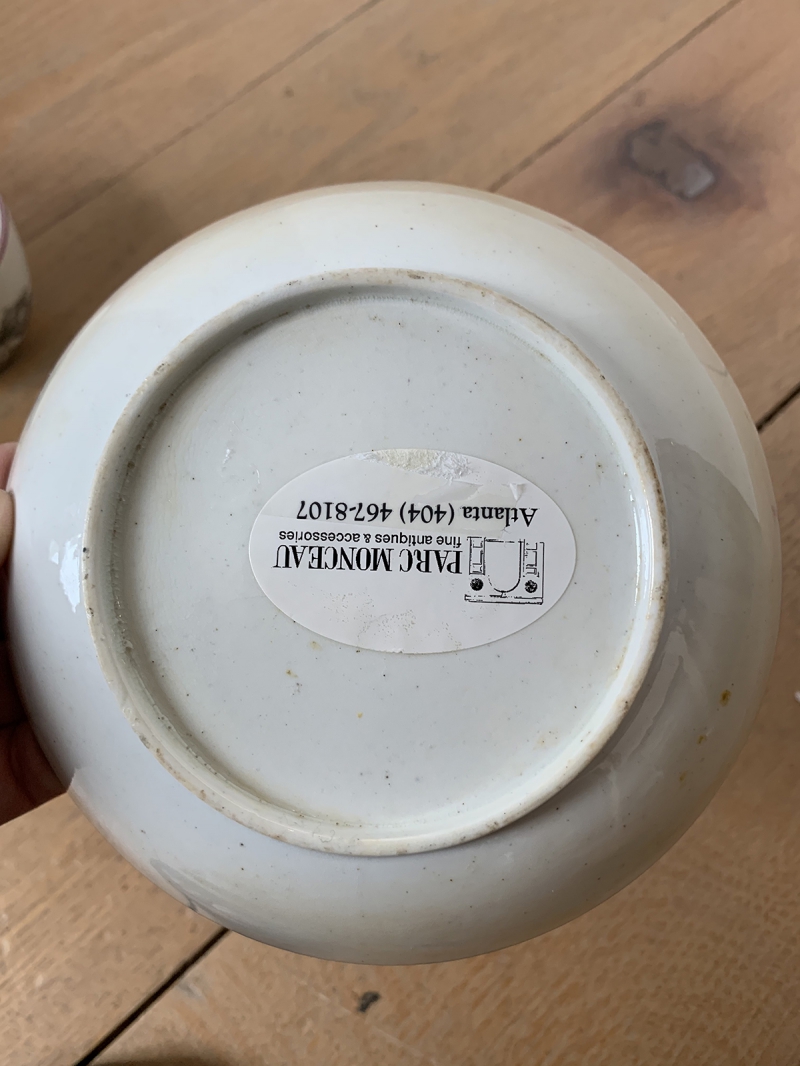 PARC MONCEAU
fine antiques & accessories
Atlanta (404) 467-8107